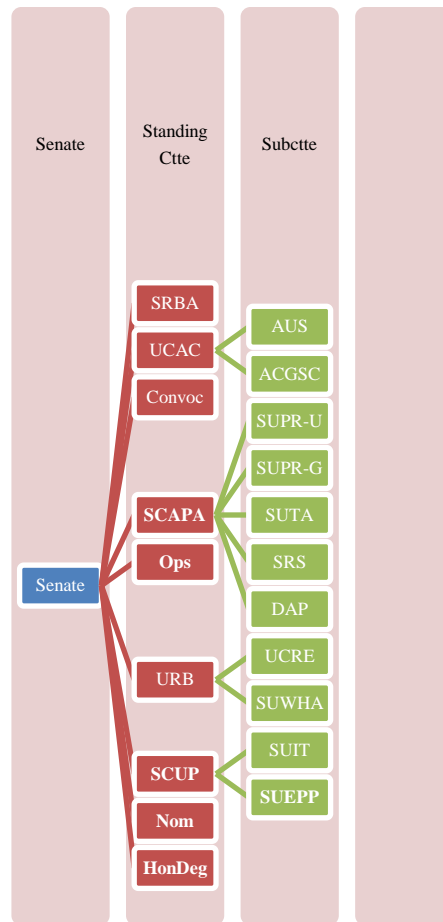 Senate
Standing
Ctte
Subctte
SRBA
UCAC
Convoc
SCAPA
Ops
Senate
URB
SCUP
Nom
HonDeg
AUS
ACGSC
SUPR-U
SUPR-G
SUTA
SRS
DAP
UCRE
SUWHA
SUIT
SUEPP